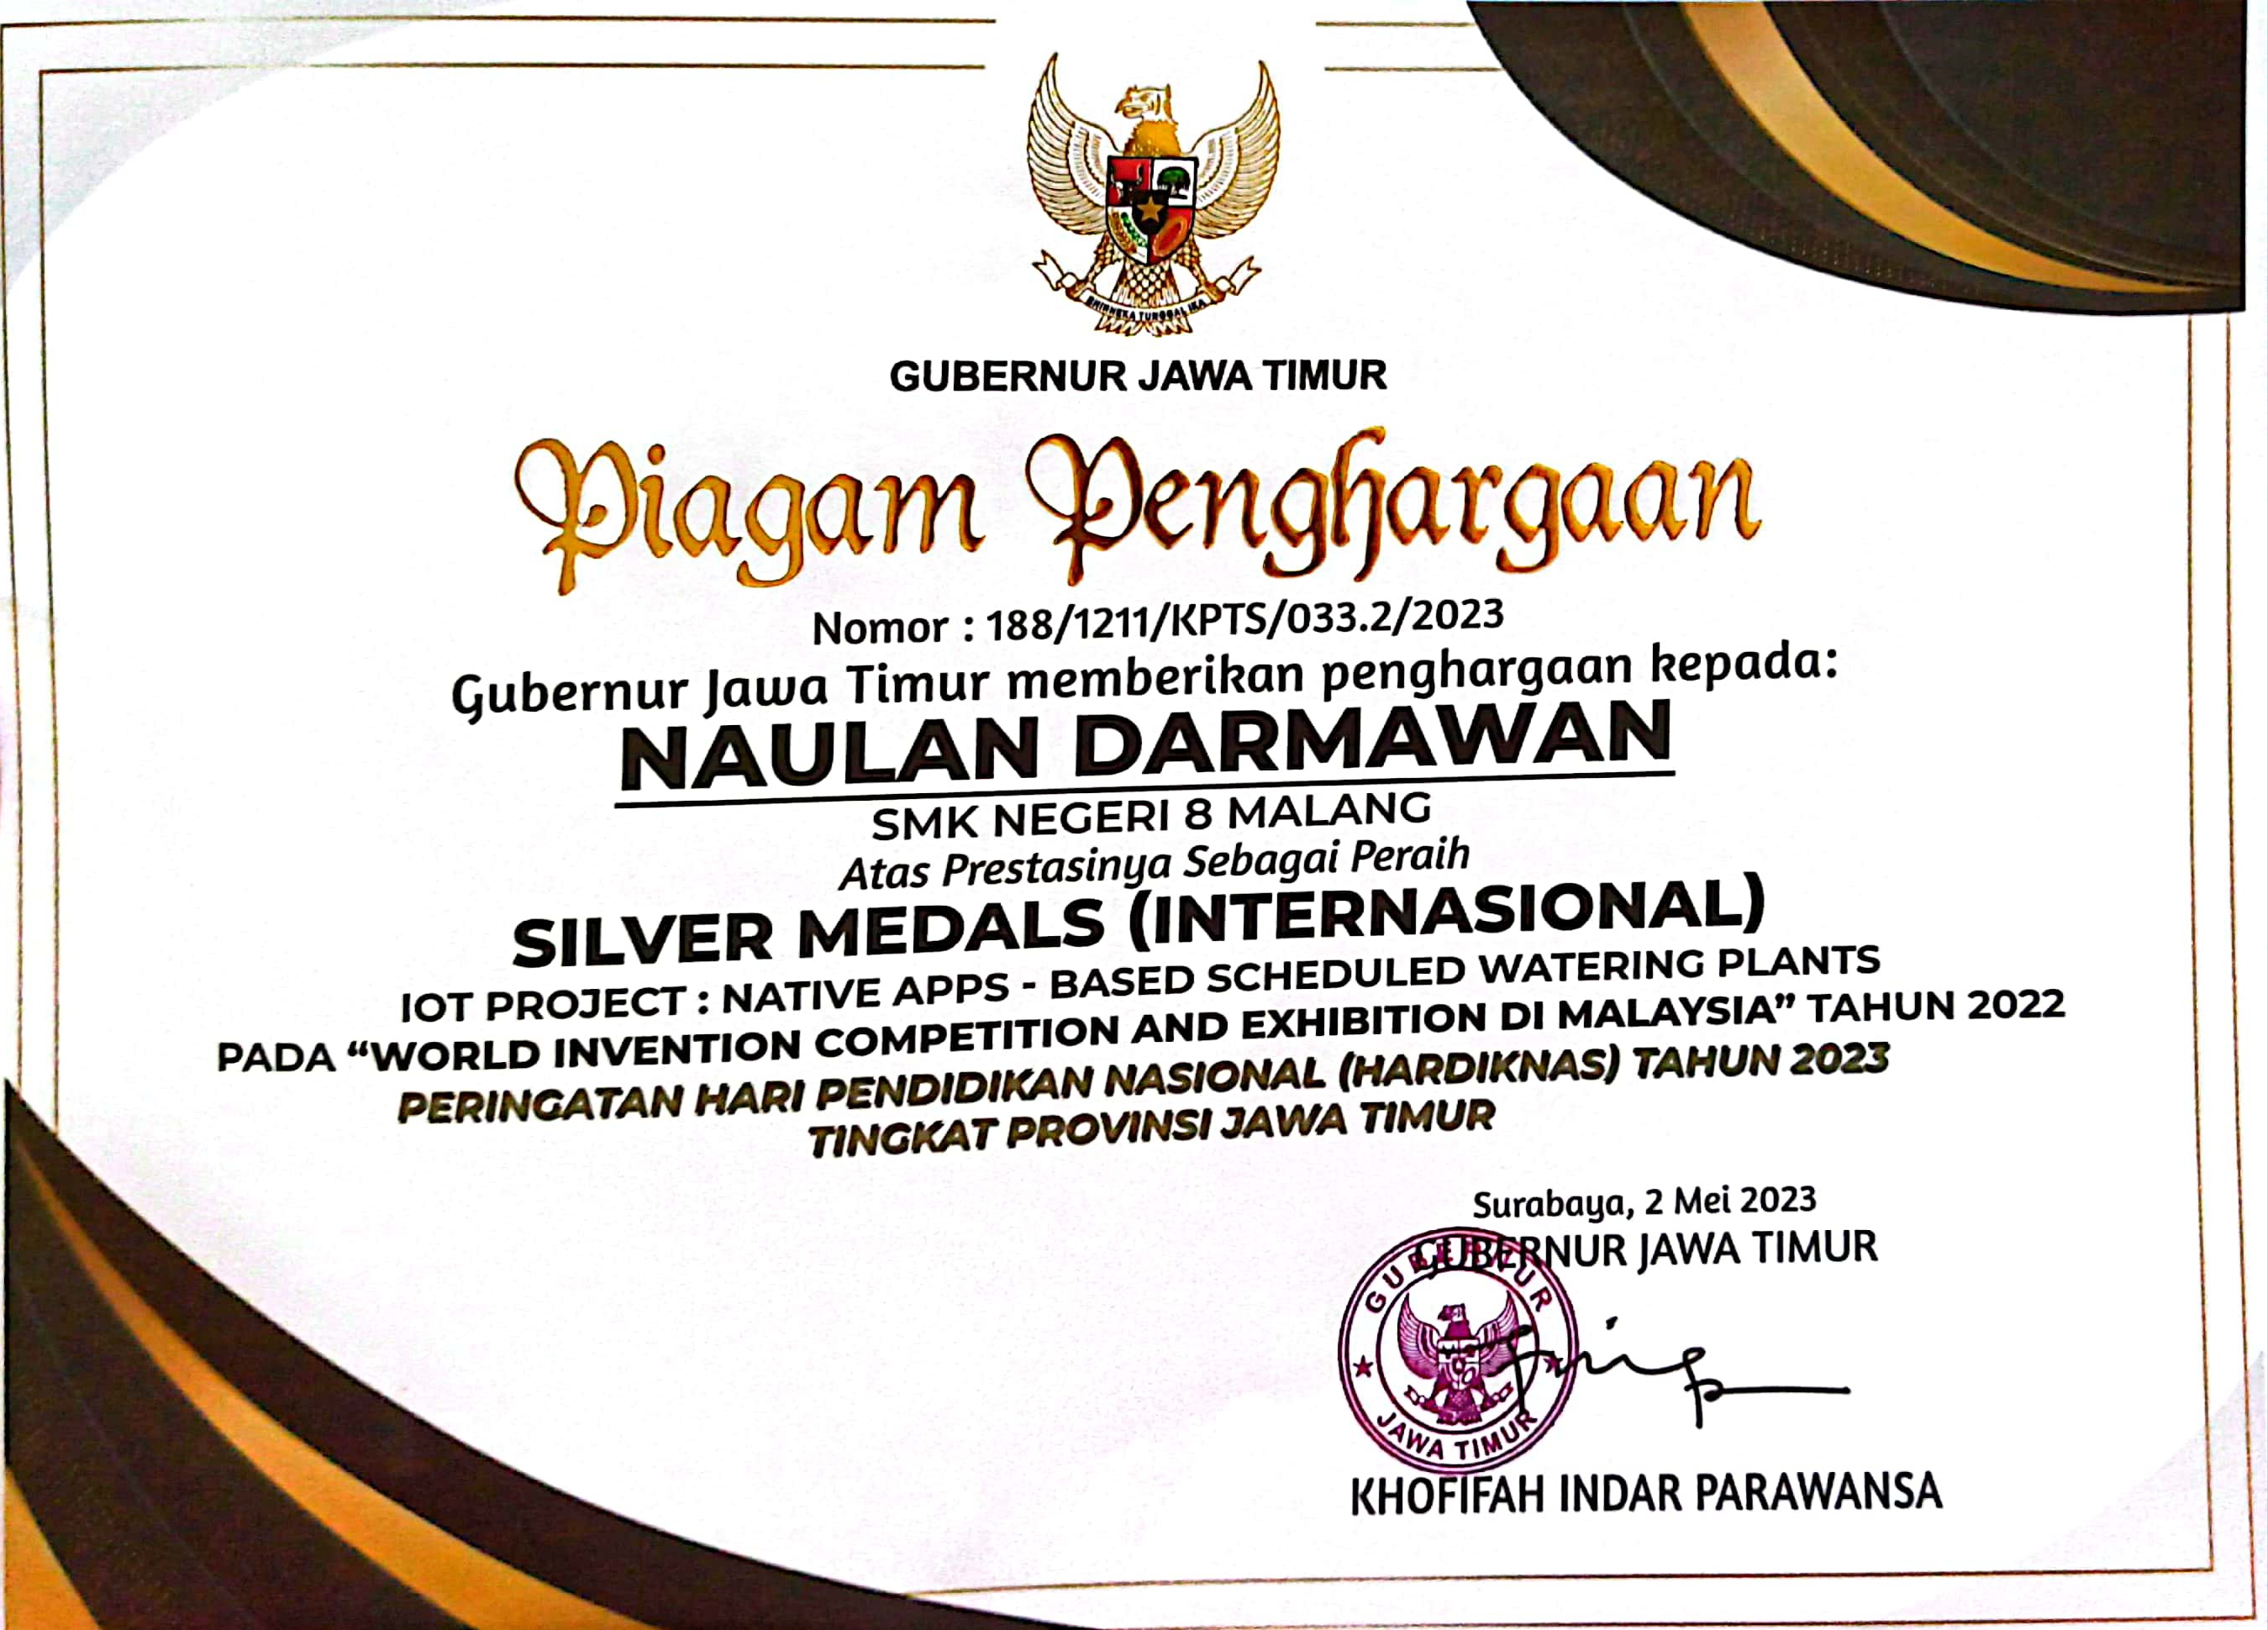 BHINNEKA TUNGGAL IKA
GUBERNUR JAWA TIMUR
Piagam Penghargaan
Nomor : 188/1211/KPTS/033.2/2023
Gubernur Jawa Timur memberikan penghargaan kepada:
NAULAN DARMAWAN
SMK NEGERI 8 MALANG
Atas Prestasinya Sebagai Peraih
SILVER MEDALS (INTERNASIONAL)
IOT PROJECT : NATIVE APPS - BASED SCHEDULED WATERING PLANTS
PADA “WORLD INVENTION COMPETITION AND EXHIBITION DI MALAYSIA” TAHUN 2022
PERINGATAN HARI PENDIDIKAN NASIONAL (HARDIKNAS) TAHUN 2023
TINGKAT PROVINSI JAWA TIMUR
Surabaya, 2 Mei 2023
GUBERNUR JAWA TIMUR
GUBERNUR
JAWA TIMUR
KHOFIFAH INDAR PARAWANSA